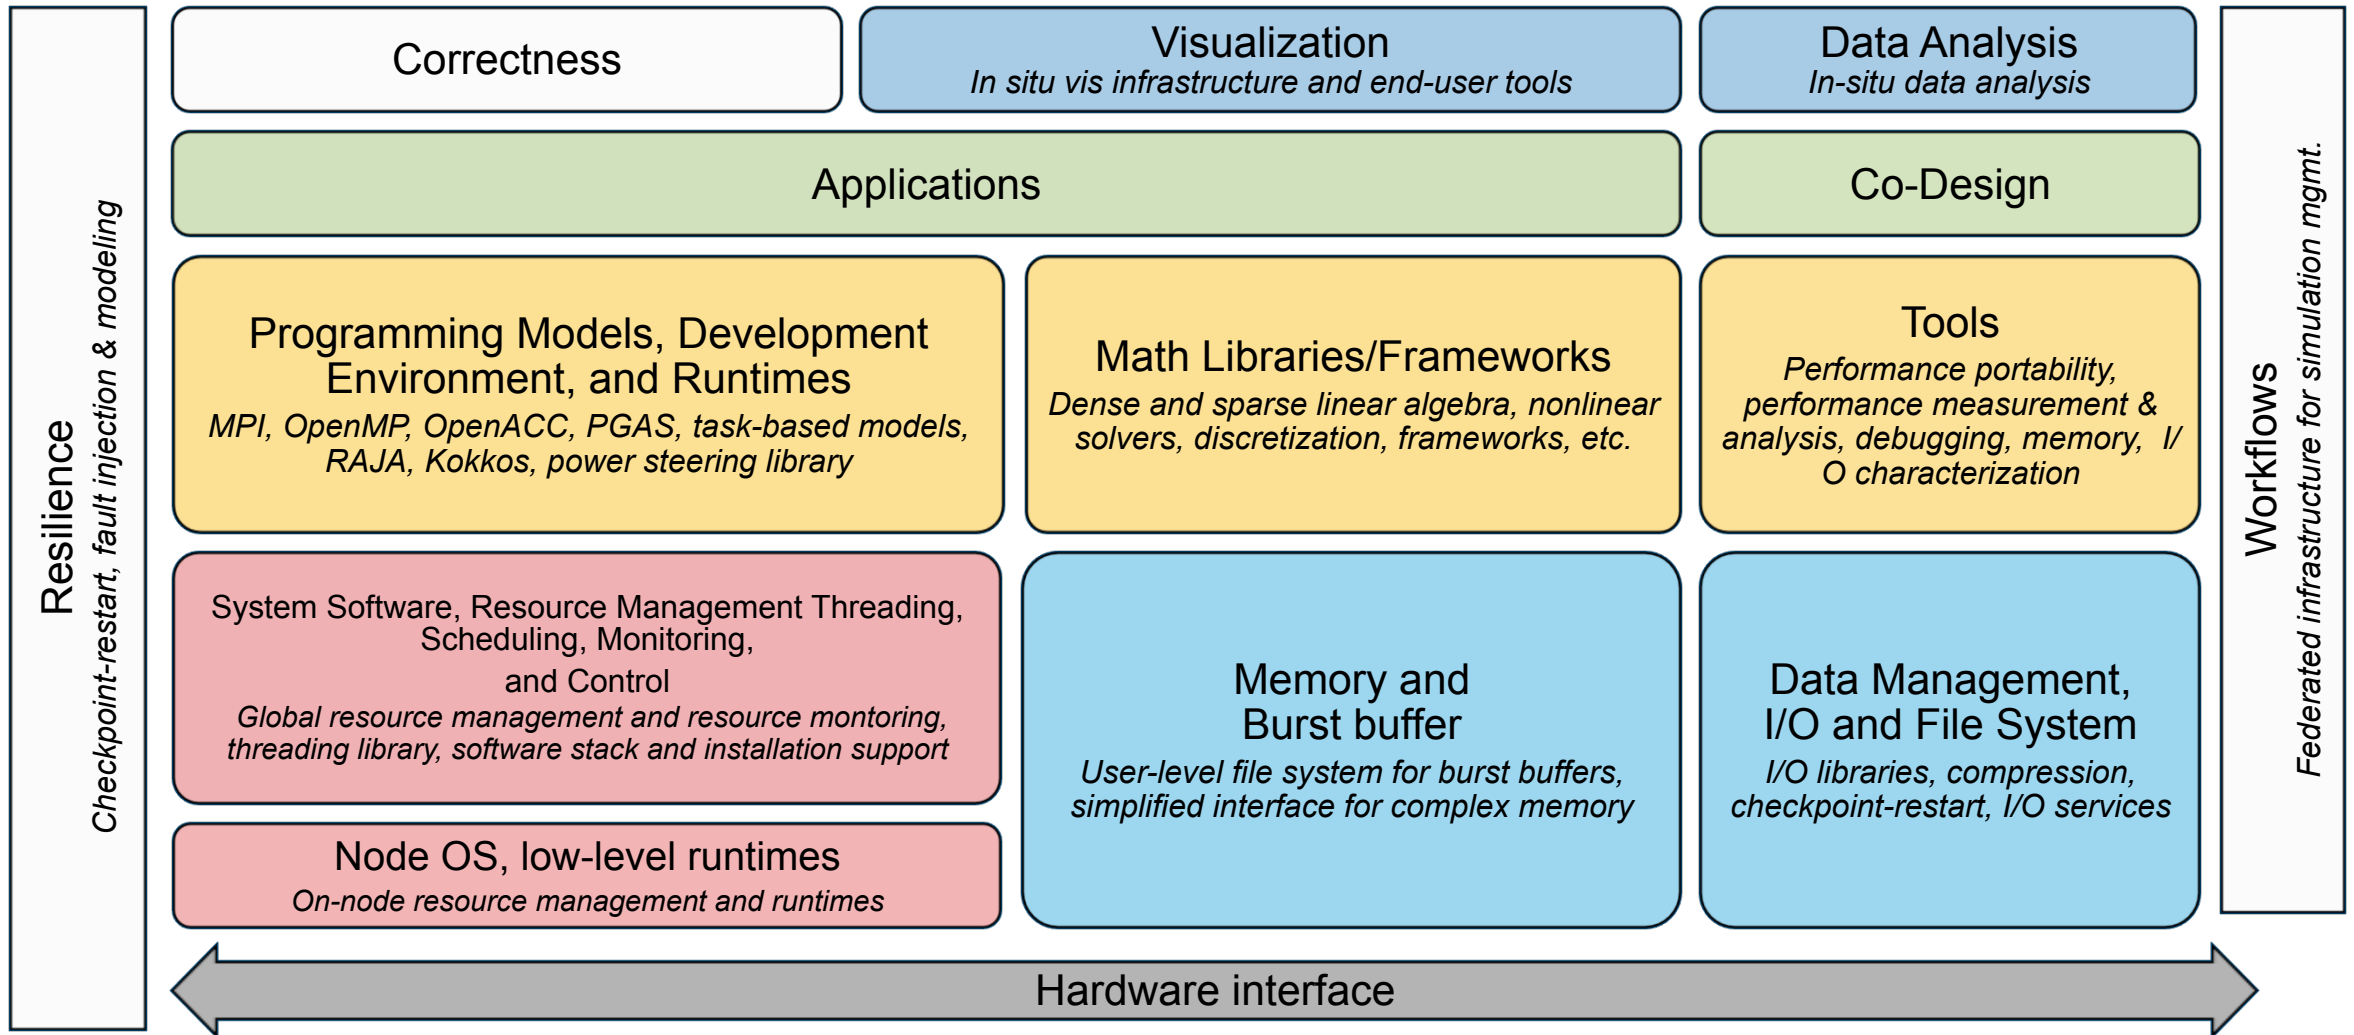 Resilience
Checkpoint-restart, fault injection & modeling
Correctness
Visualization
In situ vis infrastructure and end-user tools
Data Analysis
In-situ data analysis
Applications
Co-Design
Programming Models, Development
Environment, and Runtimes
MPI, OpenMP, OpenACC, PGAS, task-based models,
RAJA, Kokkos, power steering library
Math Libraries/Frameworks
Dense and sparse linear algebra, nonlinear
solvers, discretization, frameworks, etc.
Tools
Performance portability,
performance measurement &
analysis, debugging, memory, I/
O characterization
System Software, Resource Management Threading,
Scheduling, Monitoring,
and Control
Global resource management and resource montoring,
threading library, software stack and installation support
Memory and
Burst buffer
User-level file system for burst buffers,
simplified interface for complex memory
Data Management,
I/O and File System
I/O libraries, compression,
checkpoint-restart, I/O services
Node OS, low-level runtimes
On-node resource management and runtimes
Workflows
Federated infrastructure for simulation mgmt.
Hardware interface